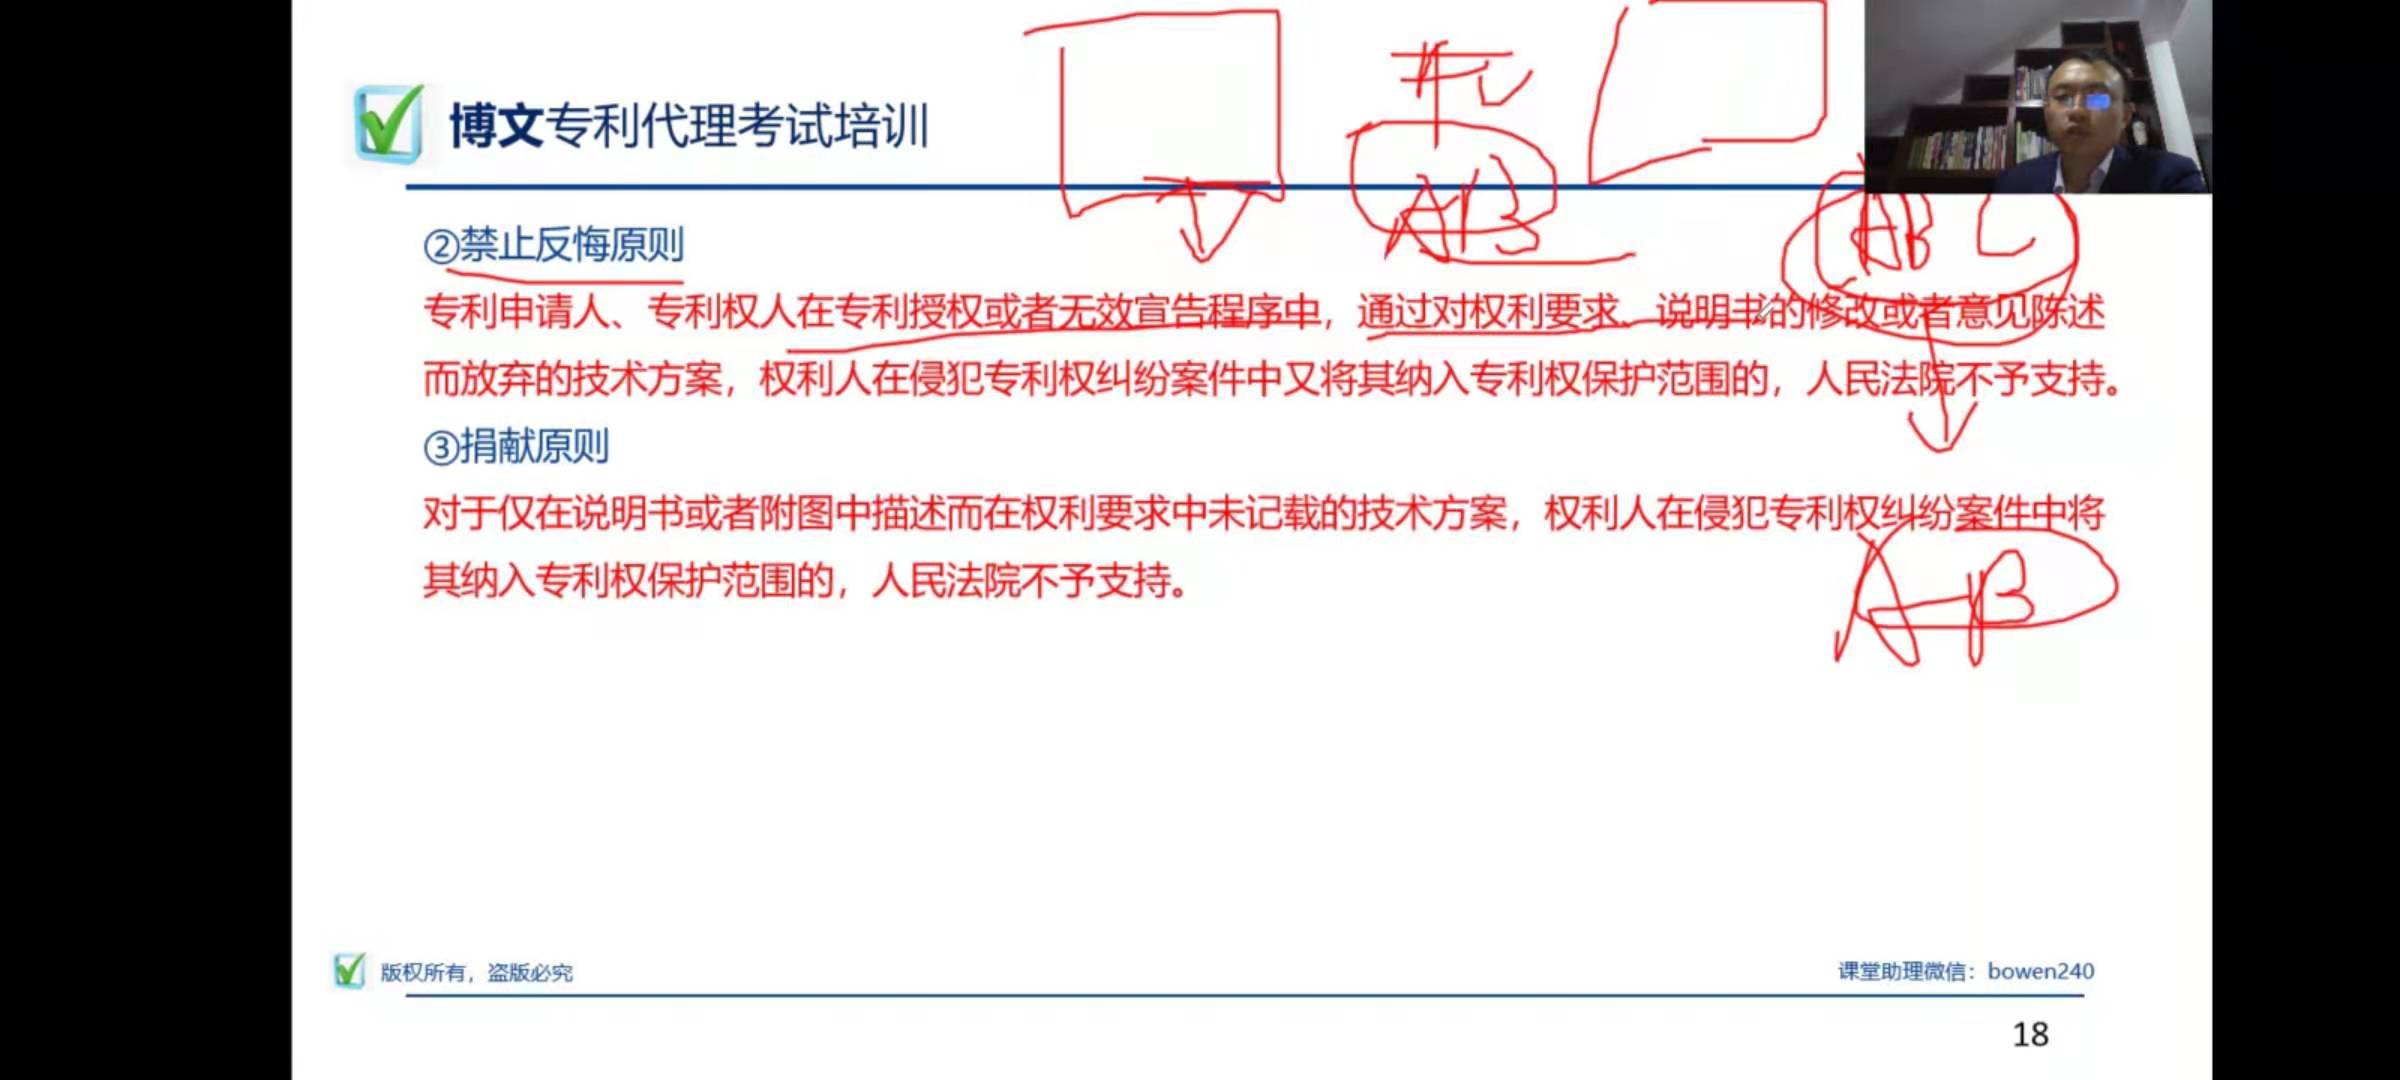 博文专利代理考试培训
AB
AB C
②禁止反悔原则
专利申请人、专利权人在专利授权或者无效宣告程序中，通过对权利要求、说明书的修改或者意见陈述
而放弃的技术方案，权利人在侵犯专利权纠纷案件中又将其纳入专利权保护范围的，人民法院不予支持。
③捐献原则
对于仅在说明书或者附图中描述而在权利要求中未记载的技术方案，权利人在侵犯专利权纠纷案件中将
其纳入专利权保护范围的，人民法院不予支持。
A B
版权所有，盗版必究
课堂助理微信：bowen240
18